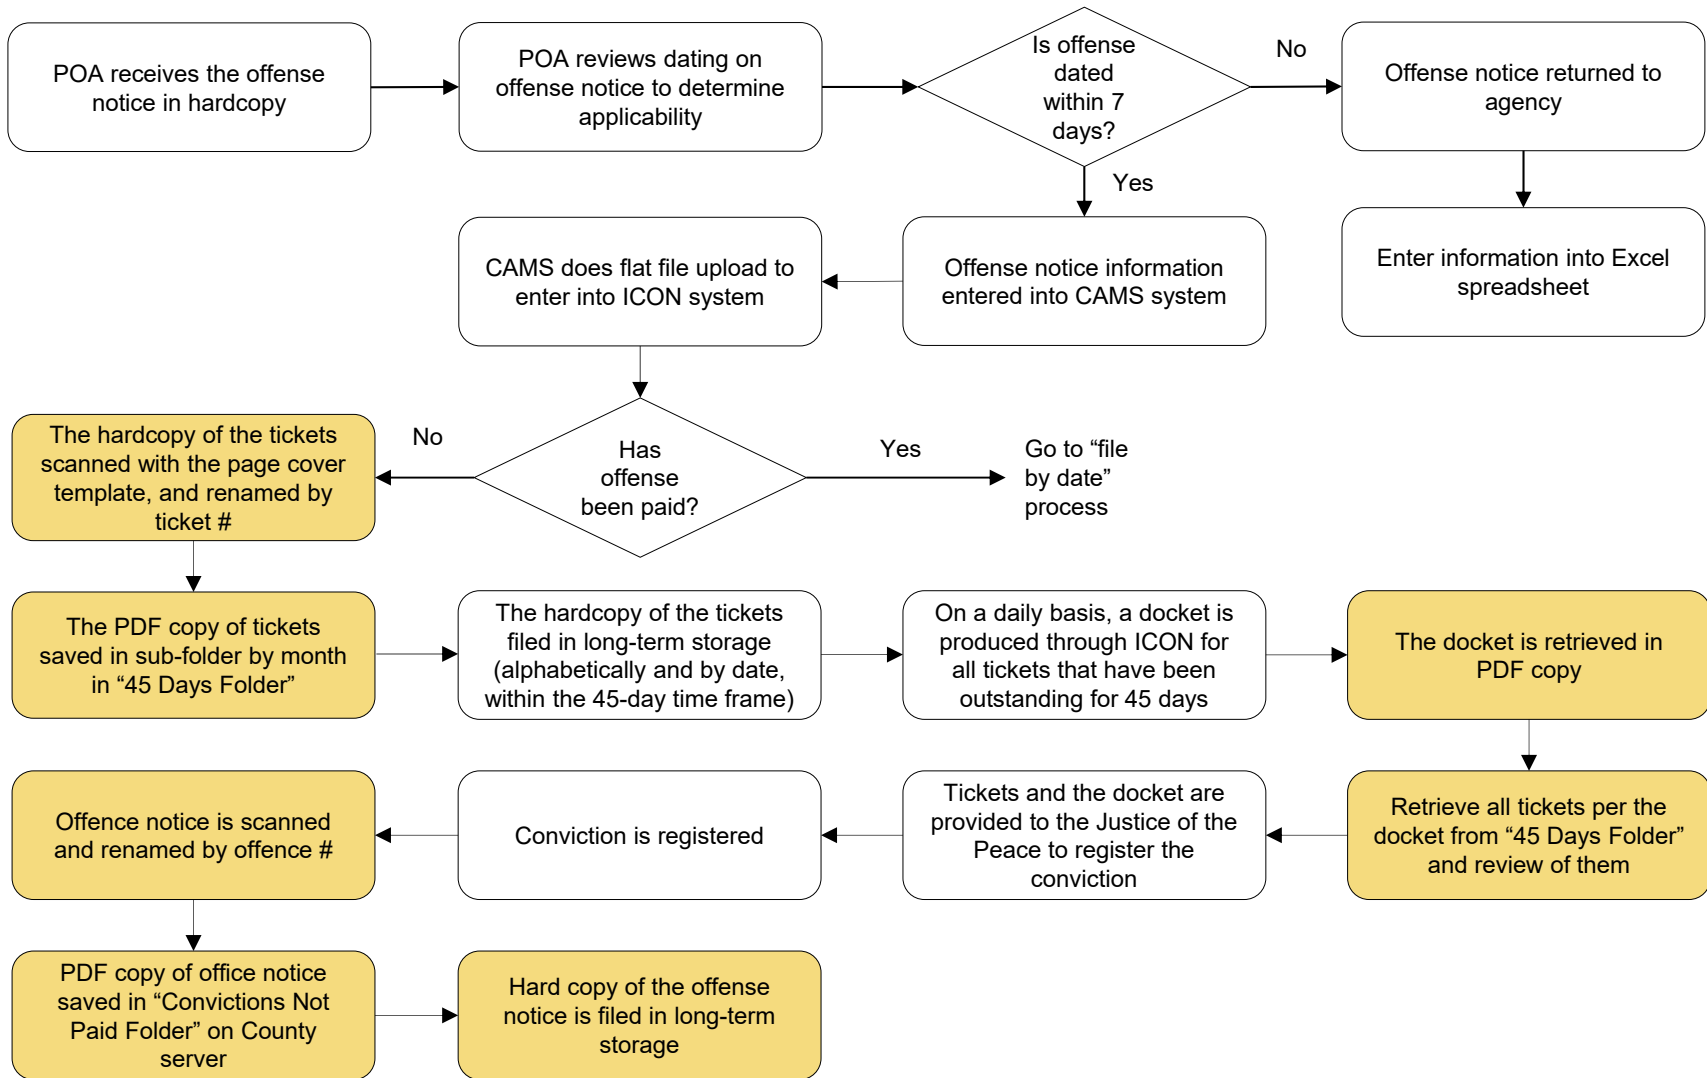 POA receives the offense
notice in hardcopy
POA reviews dating on
offense notice to determine
applicability
Is offense
dated
within 7
days?
No
Offense notice returned to
agency
Yes
Enter information into Excel
spreadsheet
Offense notice information
entered into CAMS system
CAMS does flat file upload to
enter into ICON system
Has
offense
been paid?
No
Yes
Go to “file
by date”
process
The hardcopy of the tickets
scanned with the page cover
template, and renamed by
ticket #
The PDF copy of tickets
saved in sub-folder by month
in “45 Days Folder”
The hardcopy of the tickets
filed in long-term storage
(alphabetically and by date,
within the 45-day time frame)
On a daily basis, a docket is
produced through ICON for
all tickets that have been
outstanding for 45 days
The docket is retrieved in
PDF copy
Retrieve all tickets per the
docket from “45 Days Folder”
and review of them
Tickets and the docket are
provided to the Justice of the
Peace to register the
conviction
Conviction is registered
Offence notice is scanned
and renamed by offence #
PDF copy of office notice
saved in “Convictions Not
Paid Folder” on County
server
Hard copy of the offense
notice is filed in long-term
storage